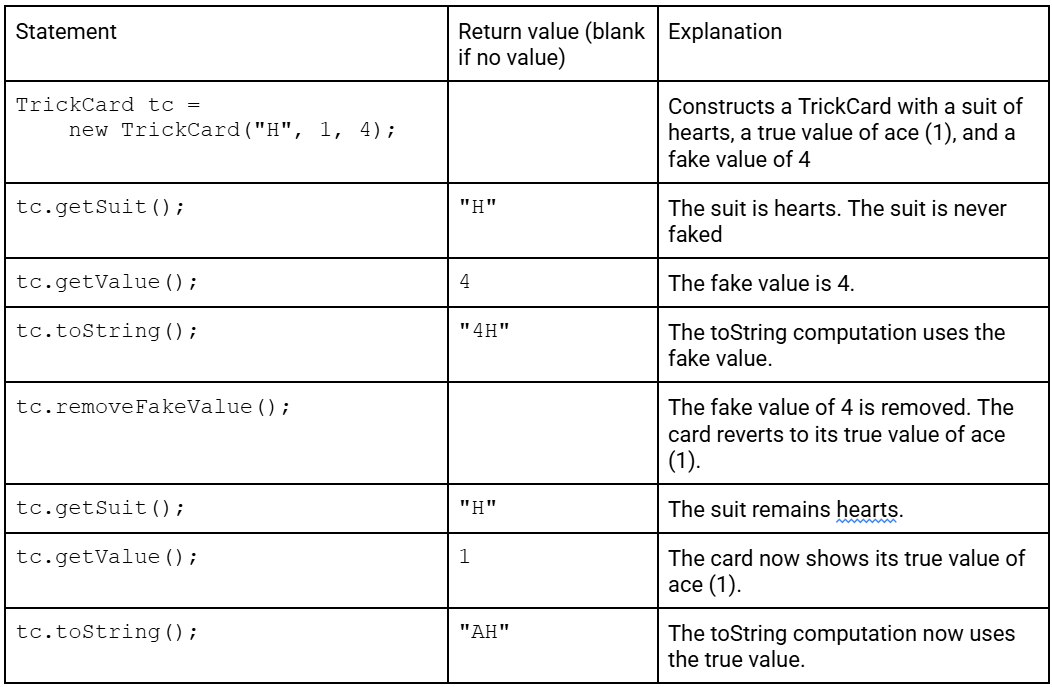 Statement
Return value (blank
if no value)
Explanation
TrickCard tc =
new TrickCard("H", 1, 4);
Constructs a TrickCard with a suit of
hearts, a true value of ace (1), and a
fake value of 4
tc.getSuit();
"H"
The suit is hearts. The suit is never
faked
tc.getValue();
4
The fake value is 4.
tc.toString();
"4H"
The toString computation uses the
fake value.
tc.removeFakeValue();
The fake value of 4 is removed. The
card reverts to its true value of ace
(1).
tc.getSuit();
"H"
The suit remains hearts.
tc.getValue();
1
The card now shows its true value of
ace (1).
tc.toString();
"AH"
The toString computation now uses
the true value.